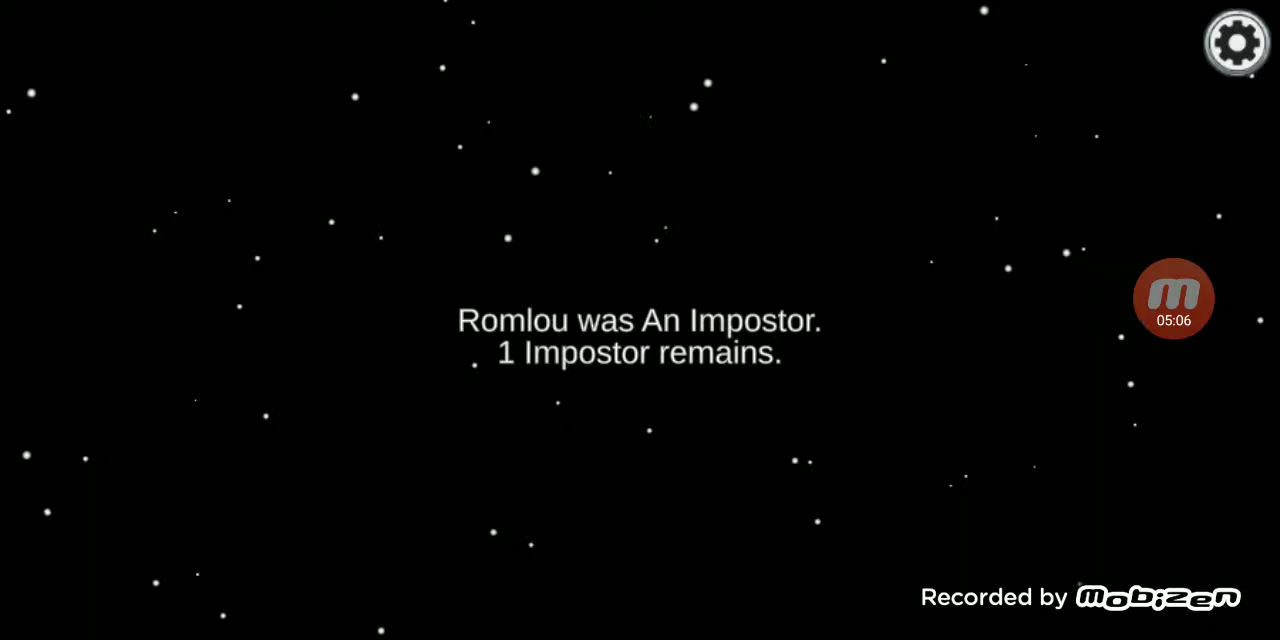 Romlou was An Impostor.
1 Impostor remains.
m
05:06
Recorded by mobizen